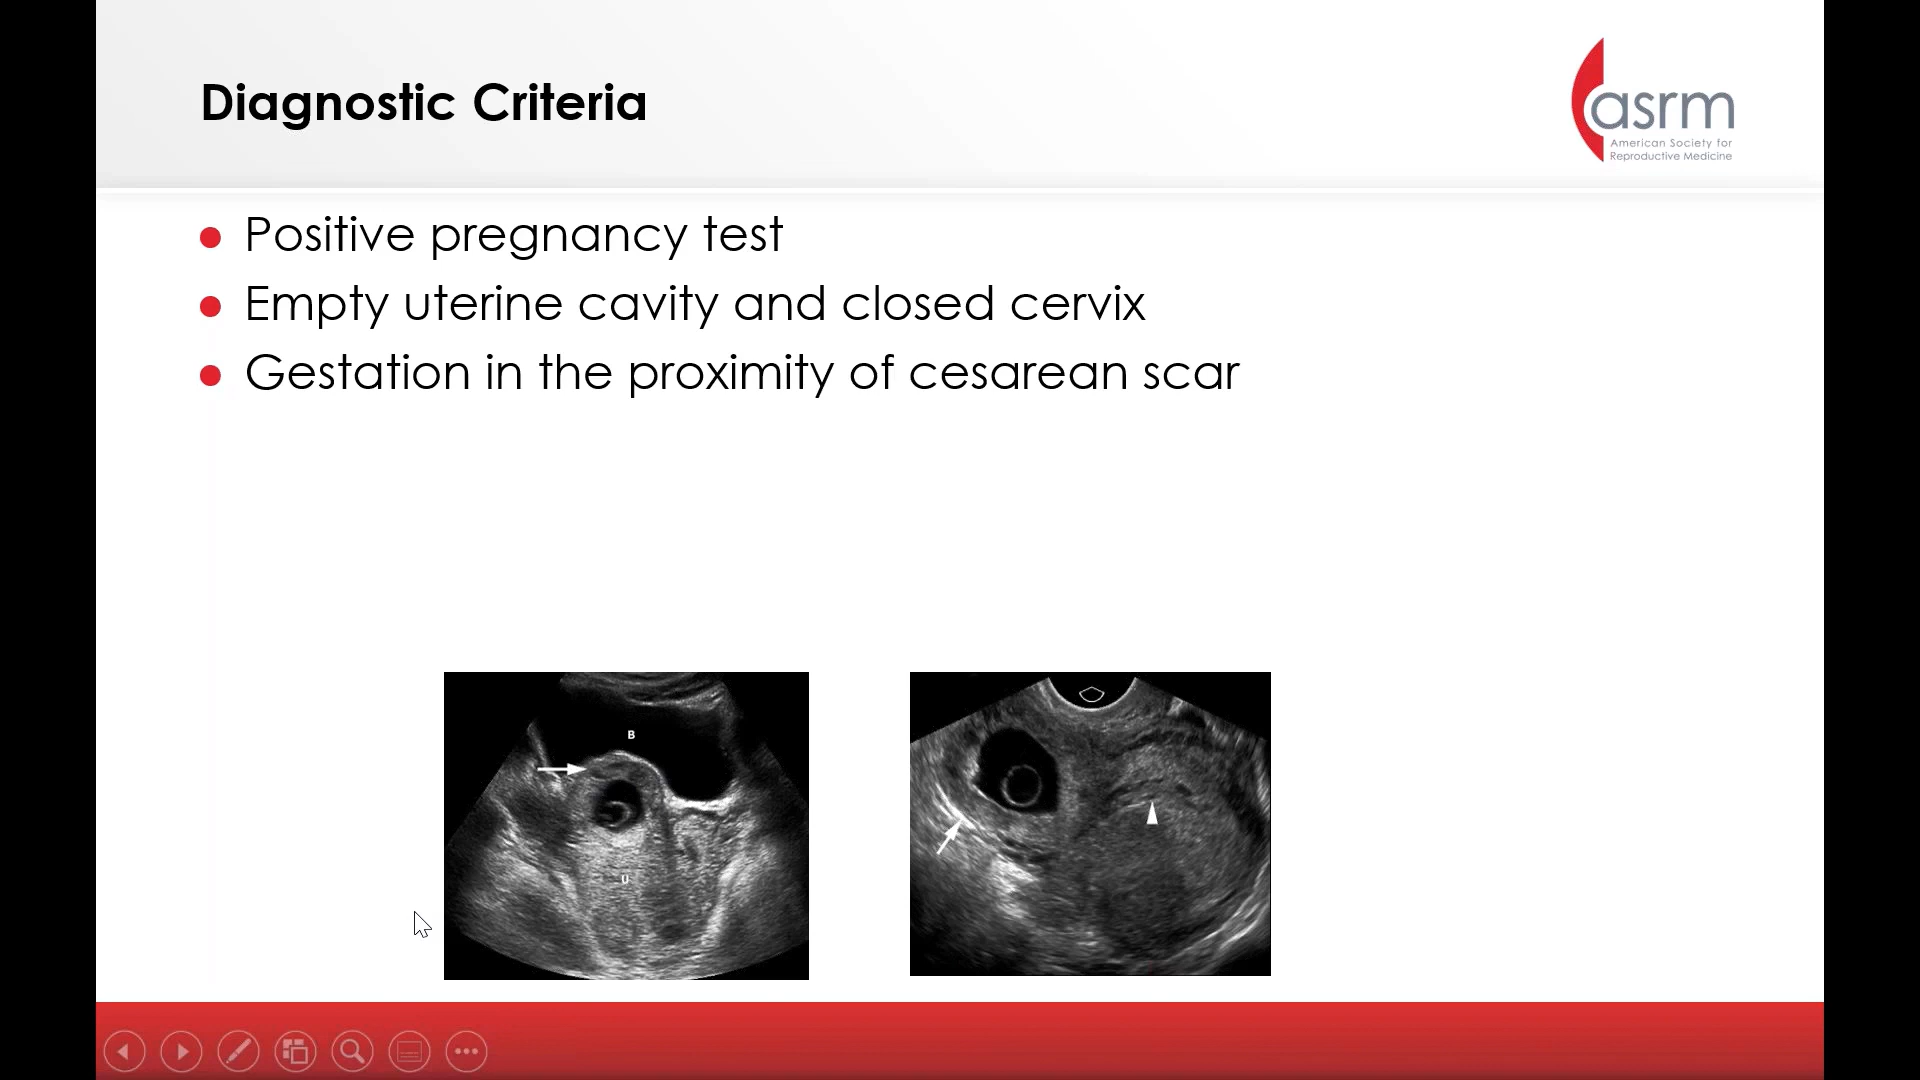 Diagnostic Criteria
asrm
American Society for
Reproductive Medicine
Positive pregnancy test
Empty uterine cavity and closed cervix
Gestation in the proximity of cesarean scar
B
U